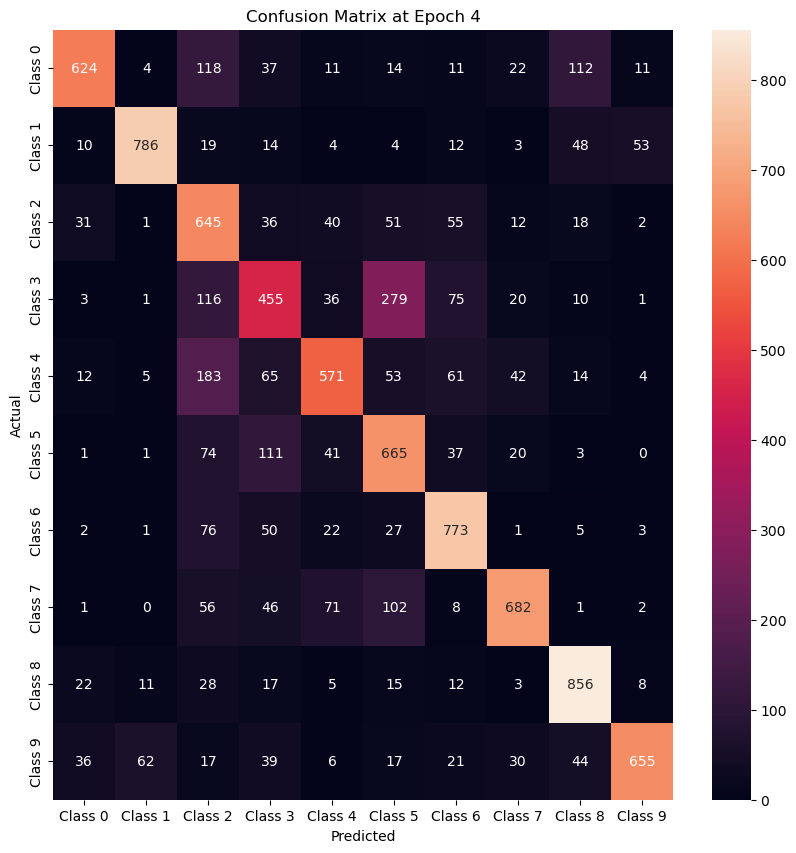 Confusion Matrix at Epoch 4
Class 0 624 4 118 37 11 14 11 22 112 11
Class 1 10 786 19 14 4 4 12 3 48 53
Class 2 31 1 645 36 40 51 55 12 18 2
Class 3 3 1 116 455 36 279 75 20 10 1
Class 4 12 5 183 65 571 53 61 42 14 4
Class 5 1 1 74 111 41 665 37 20 3 0
Class 6 2 1 76 50 22 27 773 1 5 3
Class 7 1 0 56 46 71 102 8 682 1 2
Class 8 22 11 28 17 5 15 12 3 856 8
Class 9 36 62 17 39 6 17 21 30 44 655
Class 0 Class 1 Class 2 Class 3 Class 4 Class 5 Class 6 Class 7 Class 8 Class 9
Predicted
Actual
800
700
600
500
400
300
200
100
0